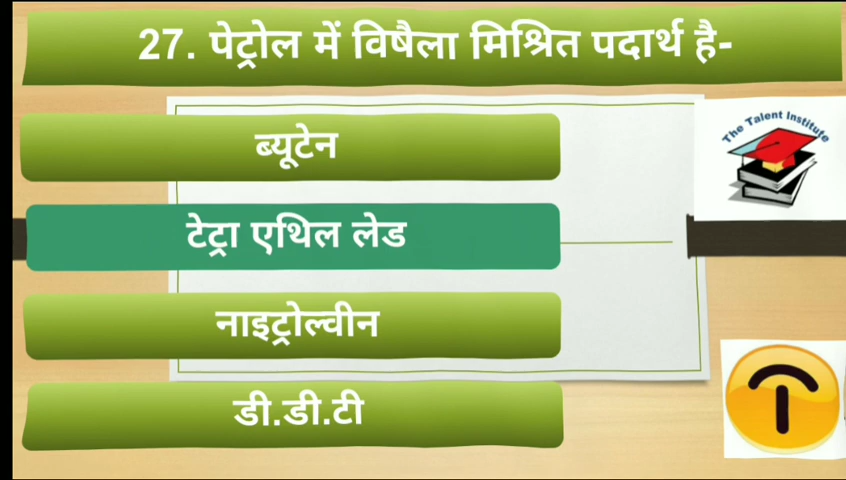 27. पेट्रोल में विषैला मिश्रित पदार्थ है-
The Talent Institute
ब्यूटेन
टेट्रा एथिल लेड
नाइट्रोल्वीन
डी.डी.टी